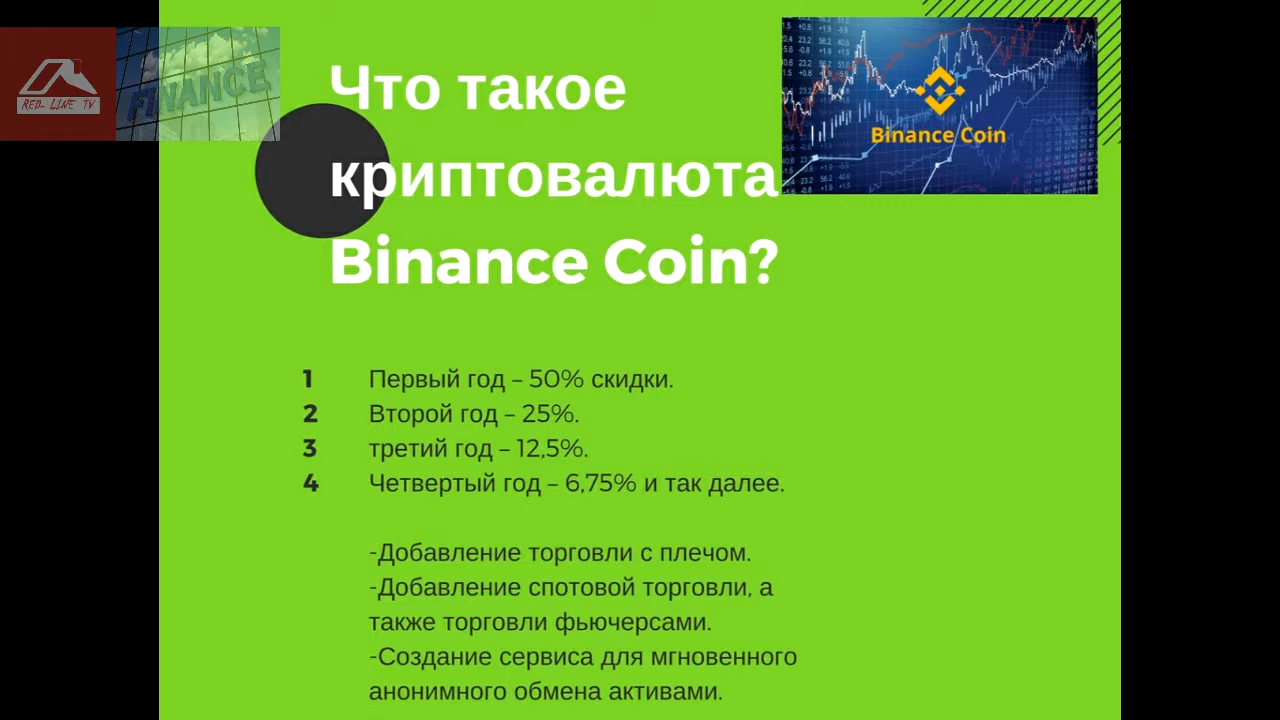 RED-LINE TV
FINANCE
Что такое
криптовалюта
Binance Coin?
Binance Coin
1 Первый год – 50% скидки.
2 Второй год – 25%.
3 третий год – 12,5%.
4 Четвертый год – 6,75% и так далее.
-Добавление торговли с плечом.
-Добавление спотовой торговли, а
также торговли фьючерсами.
-Создание сервиса для мгновенного
анонимного обмена активами.